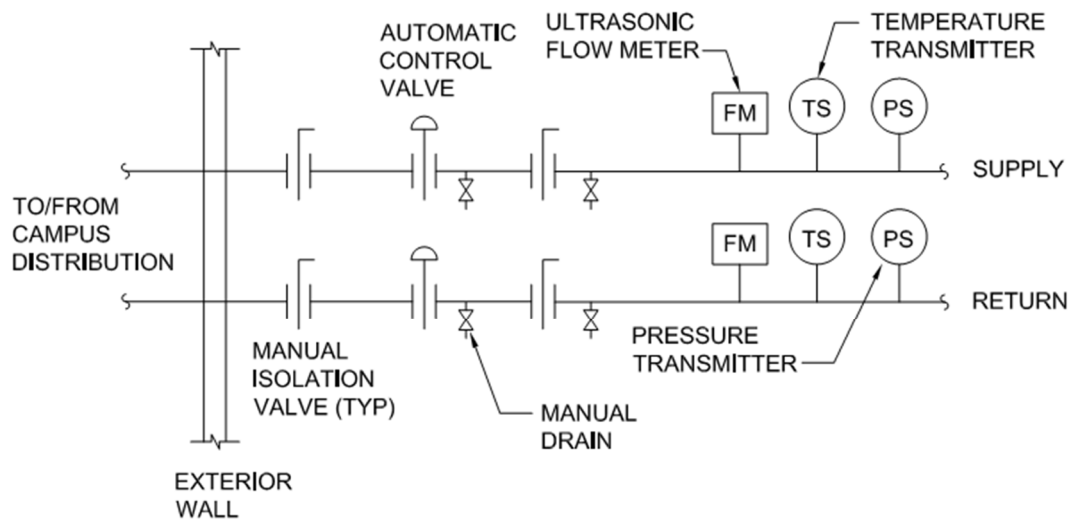 AUTOMATIC
CONTROL
VALVE
ULTRASONIC
FLOW METER
TEMPERATURE
TRANSMITTER
FM
TS
PS
SUPPLY
TO/FROM
CAMPUS
DISTRIBUTION
FM
TS
PS
RETURN
MANUAL
ISOLATION
VALVE (TYP)
PRESSURE
TRANSMITTER
MANUAL
DRAIN
EXTERIOR
WALL